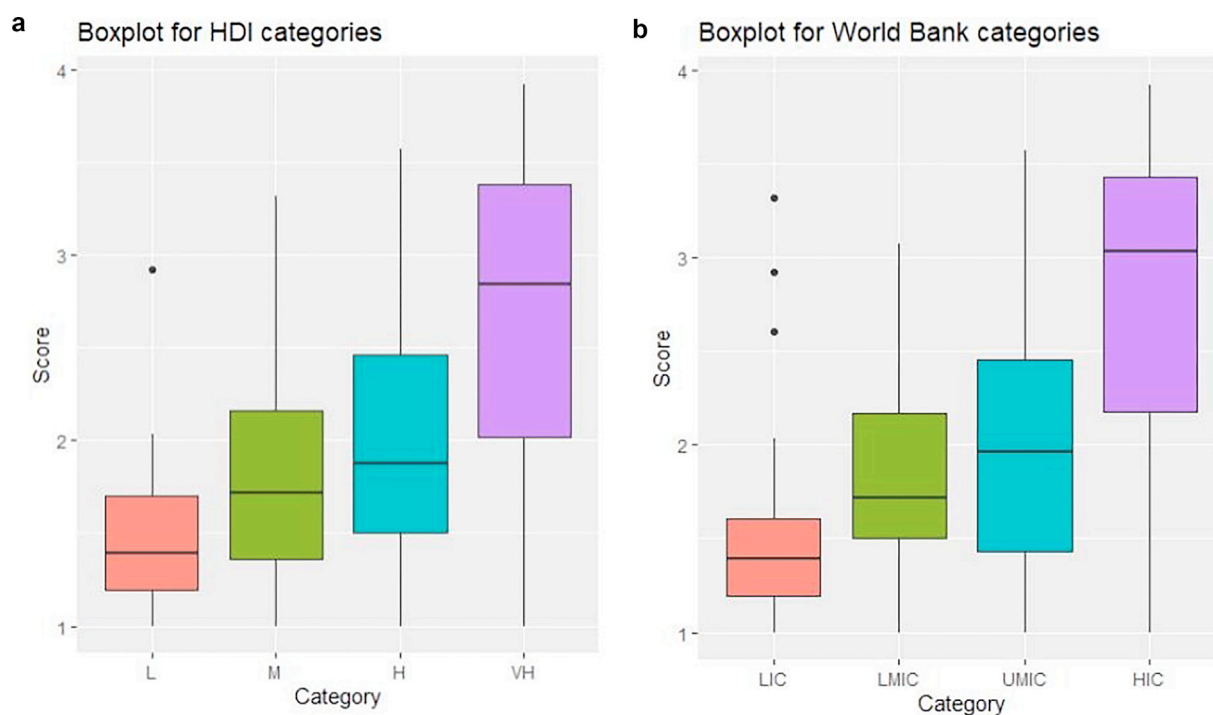 a
Boxplot for HDI categories
4
3
2
1
Score
L M H VH
Category
b
Boxplot for World Bank categories
4
3
2
1
Score
LIC LMIC UMIC HIC
Category